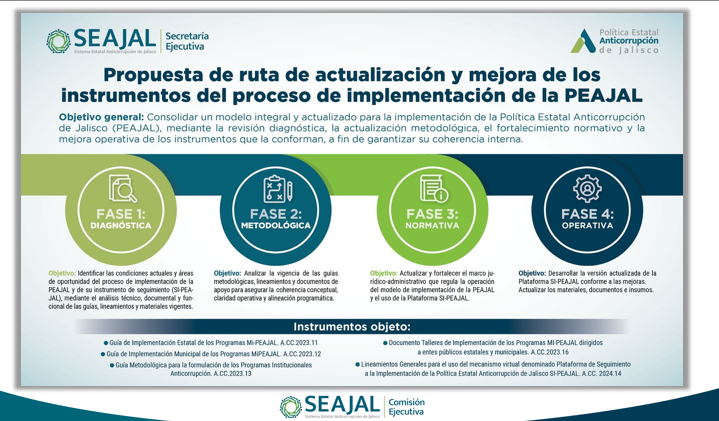 SEAJAL
Sistema Estatal Anticorrupción de Jalisco
Secretaría
Ejecutiva
Política Estatal
Anticorrupción
de Jalisco
Propuesta de ruta de actualización y mejora de los
instrumentos del proceso de implementación de la PEAJAL
Objetivo general: Consolidar un modelo integral y actualizado para la implementación de la Política Estatal Anticorrupción
de Jalisco (PEAJAL), mediante la revisión diagnóstica, la actualización metodológica, el fortalecimiento normativo y la
mejora operativa de los instrumentos que la conforman, a fin de garantizar su coherencia interna.
FASE 1:
DIAGNÓSTICA
Objetivo: Identificar las condiciones actuales y áreas
de oportunidad del proceso de implementación de la
PEAJAL y de su instrumento de seguimiento (SI-PEA-
JAL), mediante el análisis técnico, documental y fun-
cional de las guías, lineamientos y materiales vigentes.
FASE 2:
METODOLÓGICA
Objetivo: Analizar la vigencia de las guías
metodológicas, lineamientos y documentos de
apoyo para asegurar la coherencia conceptual,
claridad operativa y alineación programática.
FASE 3:
NORMATIVA
Objetivo: Actualizar y fortalecer el marco ju-
rídico-administrativo que regula la operación
del modelo de implementación de la PEAJAL
y el uso de la Plataforma SI-PEAJAL.
FASE 4:
OPERATIVA
Objetivo: Desarrollar la versión actualizada de la
Plataforma SI-PEAJAL conforme a las mejoras.
Actualizar los materiales, documentos e insumos.
Instrumentos objeto:
● Guía de Implementación Estatal de los Programas Mi-PEAJAL. A.CC.2023.11
● Guía de Implementación Municipal de los Programas MiPEAJAL. A.CC.2023.12
● Guía Metodológica para la formulación de los Programas Institucionales
Anticorrupción. A.CC.2023.13
● Documento Talleres de Implementación de los Programas MI-PEAJAL dirigidos
a entes públicos estatales y municipales. A.CC.2023.16
● Lineamientos Generales para el uso del mecanismo virtual denominado Plataforma de Seguimiento
a la Implementación de la Política Estatal Anticorrupción de Jalisco SI-PEAJAL. A.CC. 2024.14
SEAJAL
Sistema Estatal Anticorrupción de Jalisco
Comisión
Ejecutiva